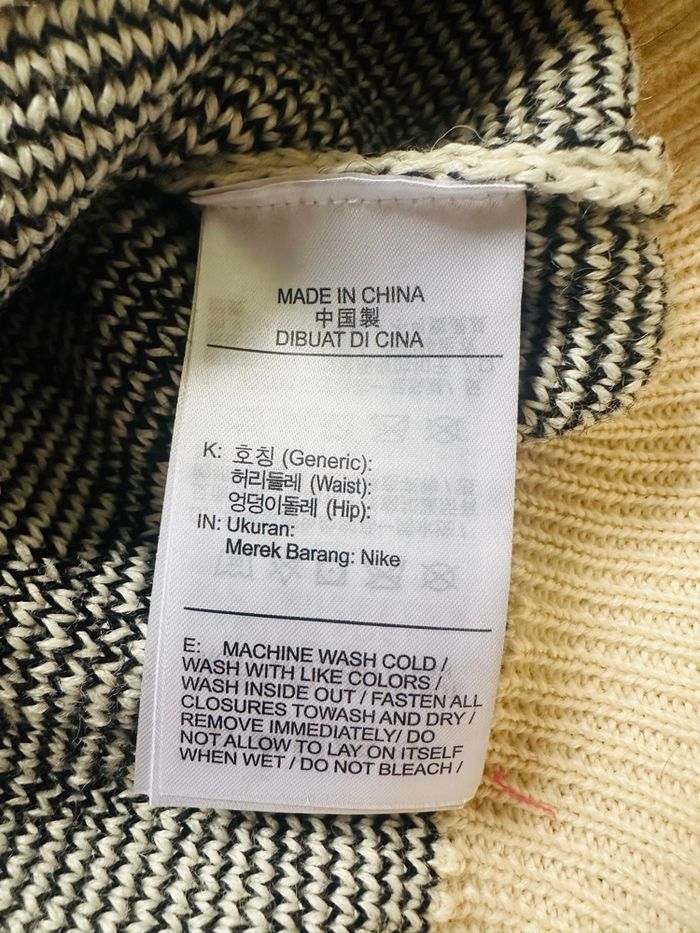 MADE IN CHINA
中国製
DIBUAT DI CINA
K: 호칭 (Generic):
허리둘레 (Waist):
엉덩이돌레 (Hip):
IN: Ukuran:
Merek Barang: Nike
E: MACHINE WASH COLD /
WASH WITH LIKE COLORS /
WASH INSIDE OUT / FASTEN ALL
CLOSURES TOWASH AND DRY /
REMOVE IMMEDIATELY/ DO
NOT ALLOW TO LAY ON ITSELF
WHEN WET / DO NOT BLEACH /